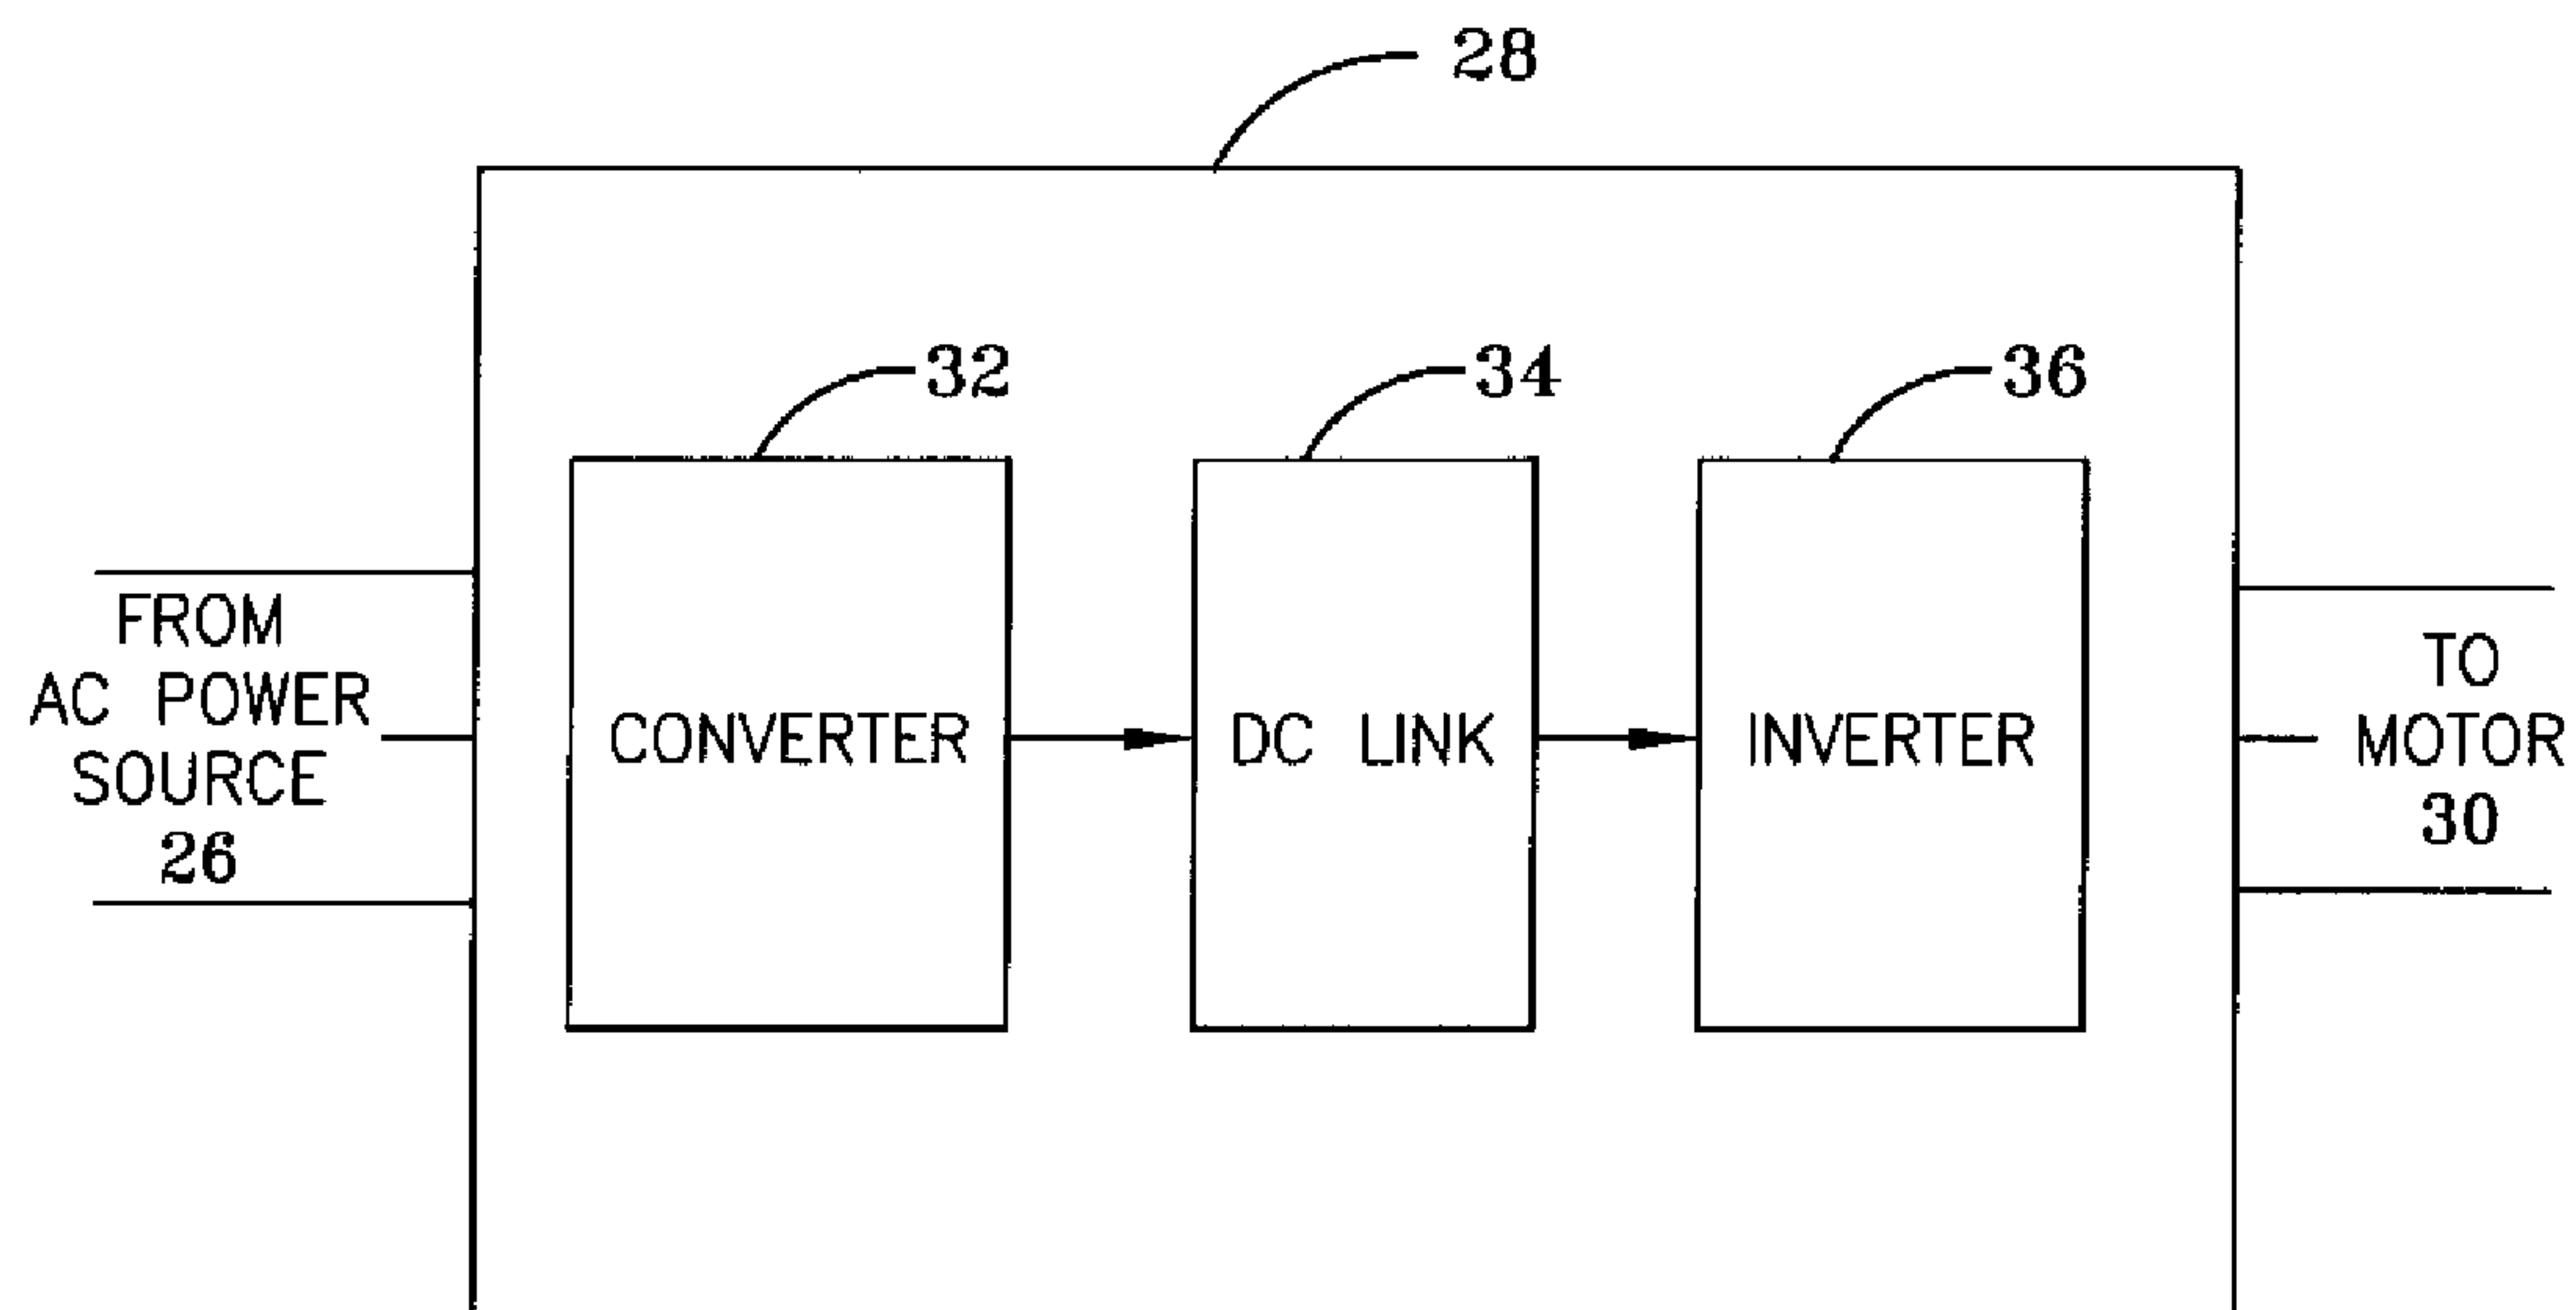 28
32
34
36
FROM
AC POWER
SOURCE
26
CONVERTER
DC LINK
INVERTER
TO
MOTOR
30